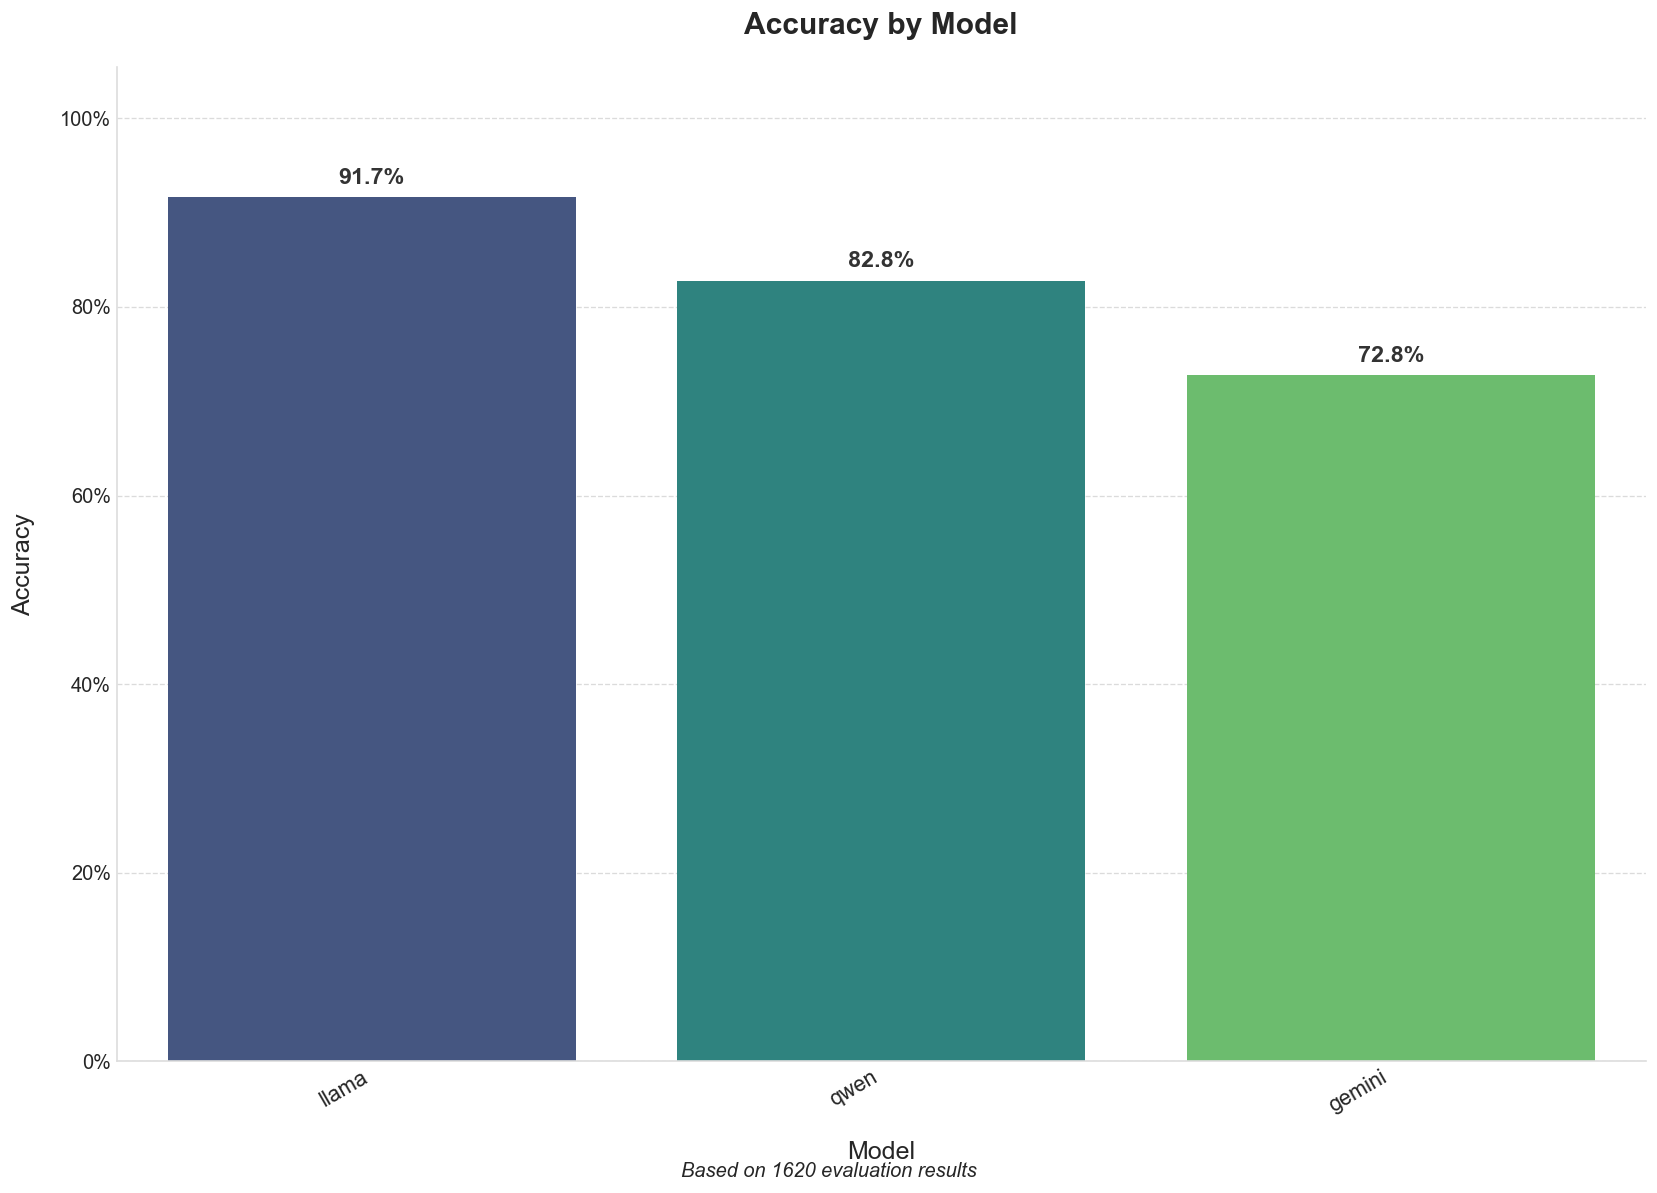 Accuracy by Model
100%
80%
60%
40%
20%
0%
Accuracy
91.7%
82.8%
72.8%
llama
qwen
gemini
Model
Based on 1620 evaluation results